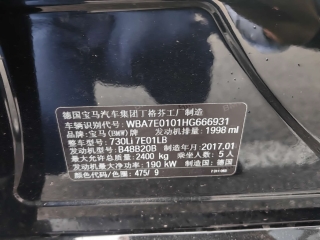 德国宝马汽车集团丁格芬工厂制造
车辆识别代号: WBA7E0101HG666931
品牌:宝马(BMW)牌 发动机排量: 1998 ml
整车型号:730Li 7E01LB
发动机型号: B48B20B 制造年月:2017.01
最大允许总质量: 2400 kg 乘坐人数: 5 人
发动机最大净功率: 190 kW 制造国:德国
颜色代码/色圈: 475/ 9